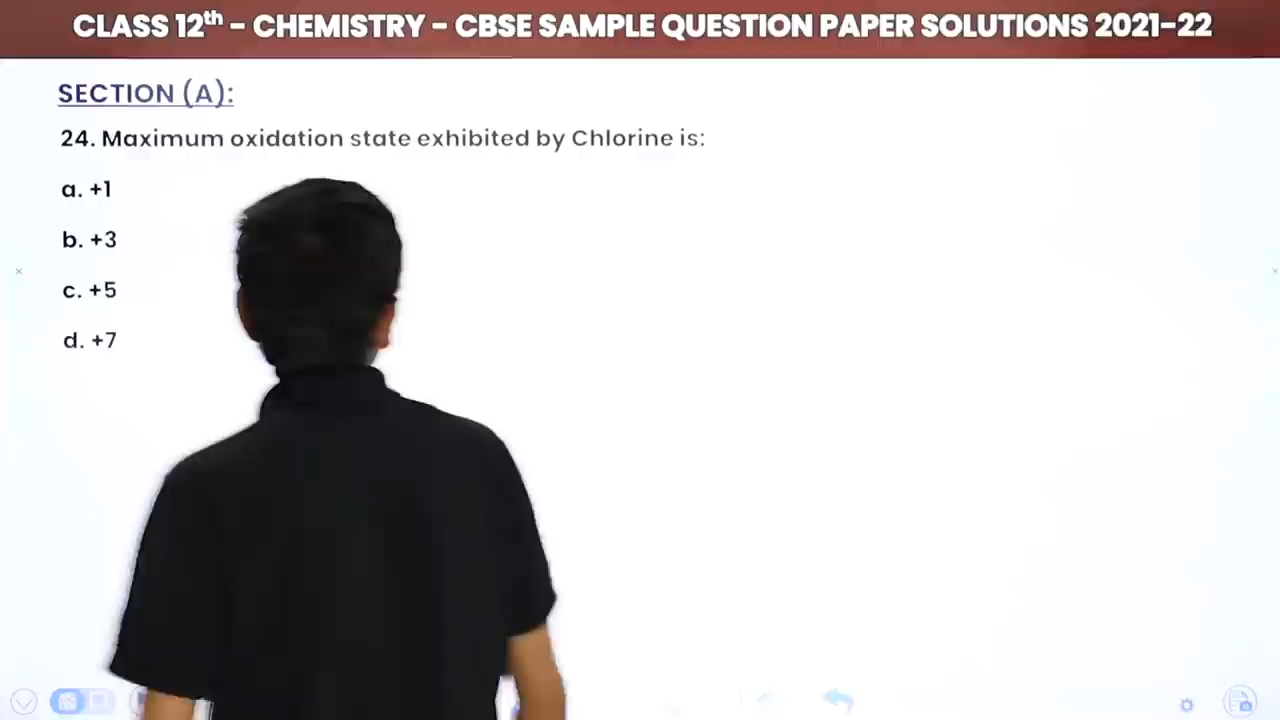 CLASS 12th - CHEMISTRY - CBSE SAMPLE QUESTION PAPER SOLUTIONS 2021-22
SECTION (A):
24. Maximum oxidation state exhibited by Chlorine is:
a. +1
b. +3
c. +5
d. +7